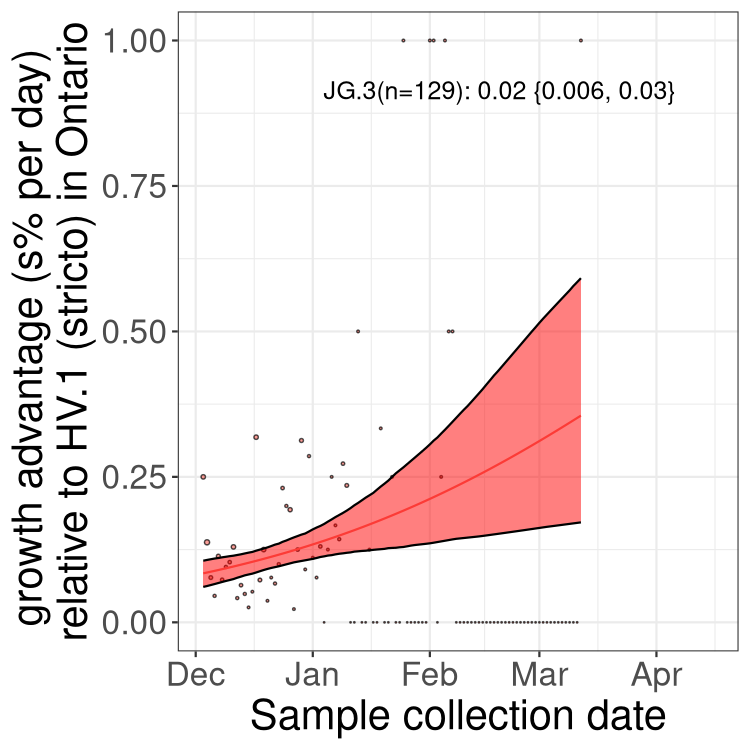 growth advantage (s% per day)
relative to HV.1 (stricto) in Ontario
1.00
0.75
0.50
0.25
0.00
JG.3(n=129): 0.02 {0.006, 0.03}
Dec Jan Feb Mar Apr
Sample collection date